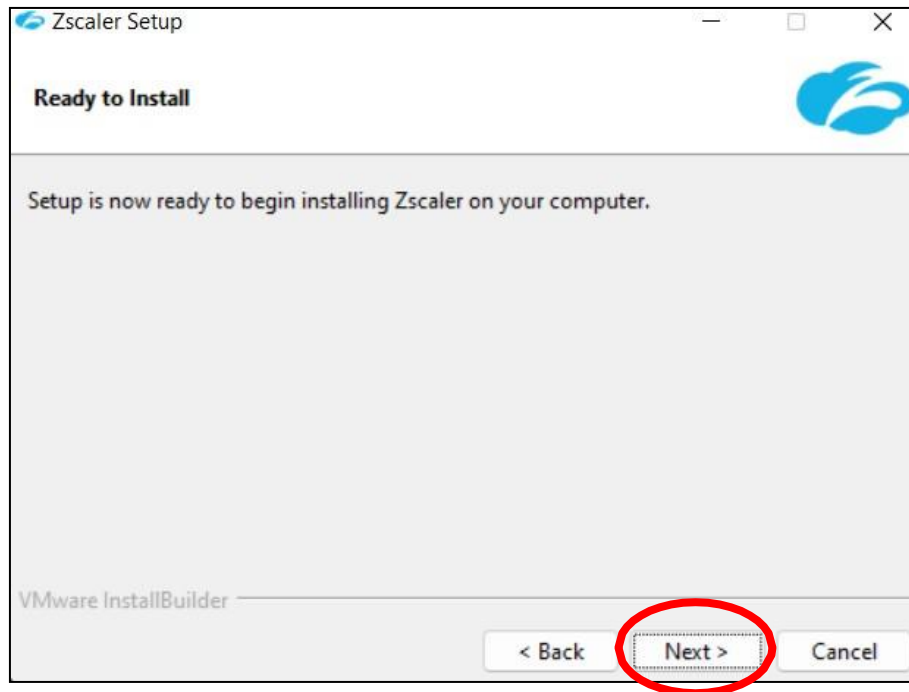 Zscaler Setup
Ready to Install
Setup is now ready to begin installing Zscaler on your computer.
VMware InstallBuilder
< Back Next > Cancel